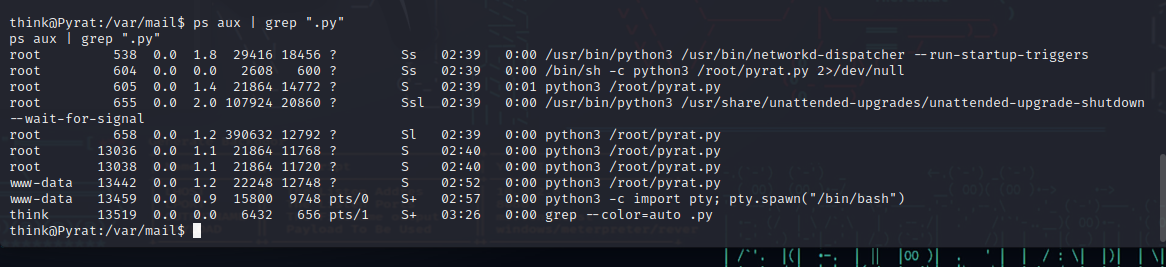 think@Pyrat:/var/mail$ ps aux | grep ".py"
ps aux | grep ".py"
root         538  0.0  1.8  29416 18456 ?        Ss   02:39   0:00 /usr/bin/python3 /usr/bin/networkd-dispatcher --run-startup-triggers
root         604  0.0  0.0   2608   600 ?        Ss   02:39   0:00 /bin/sh -c python3 /root/pyrat.py 2>/dev/null
root         605  0.0  1.4  21864 14772 ?        S    02:39   0:01 python3 /root/pyrat.py
root         655  0.0  2.0 107924 20860 ?        Ssl  02:39   0:00 /usr/bin/python3 /usr/share/unattended-upgrades/unattended-upgrade-shutdown
--wait-for-signal
root         658  0.0  1.2 390632 12792 ?        Sl   02:39   0:00 python3 /root/pyrat.py
root       13036  0.0  1.1  21864 11768 ?        S    02:40   0:00 python3 /root/pyrat.py
root       13038  0.0  1.1  21864 11720 ?        S    02:40   0:00 python3 /root/pyrat.py
www-data   13442  0.0  1.2  22248 12748 ?        S    02:52   0:00 python3 /root/pyrat.py
www-data   13459  0.0  0.9  15800  9748 pts/0    S+   02:57   0:00 python3 -c import pty; pty.spawn("/bin/bash")
think      13519  0.0  0.0   6432   656 pts/1    S+   03:26   0:00 grep --color=auto .py
think@Pyrat:/var/mail$